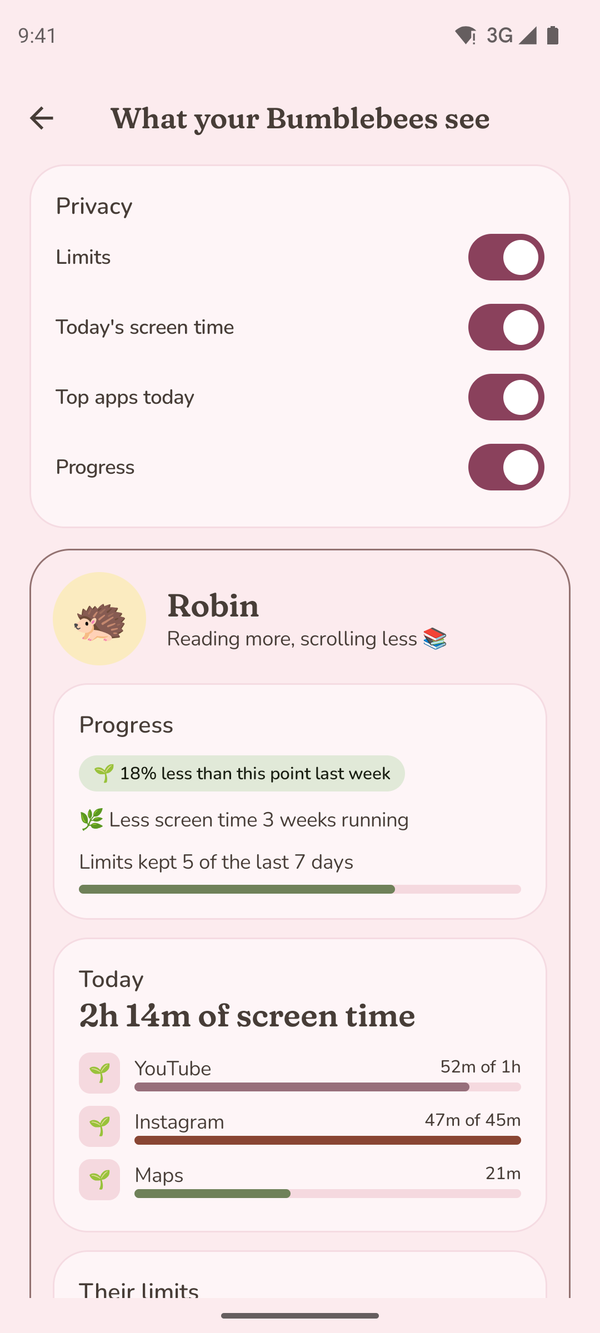 9:41
3G
What your Bumblebees see
Privacy
Limits
Today's screen time
Top apps today
Progress
Robin
Reading more, scrolling less 📚
Progress
🌱 18% less than this point last week
🌿 Less screen time 3 weeks running
Limits kept 5 of the last 7 days
Today
2h 14m of screen time
YouTube 52m of 1h
Instagram 47m of 45m
Maps 21m
Their limits